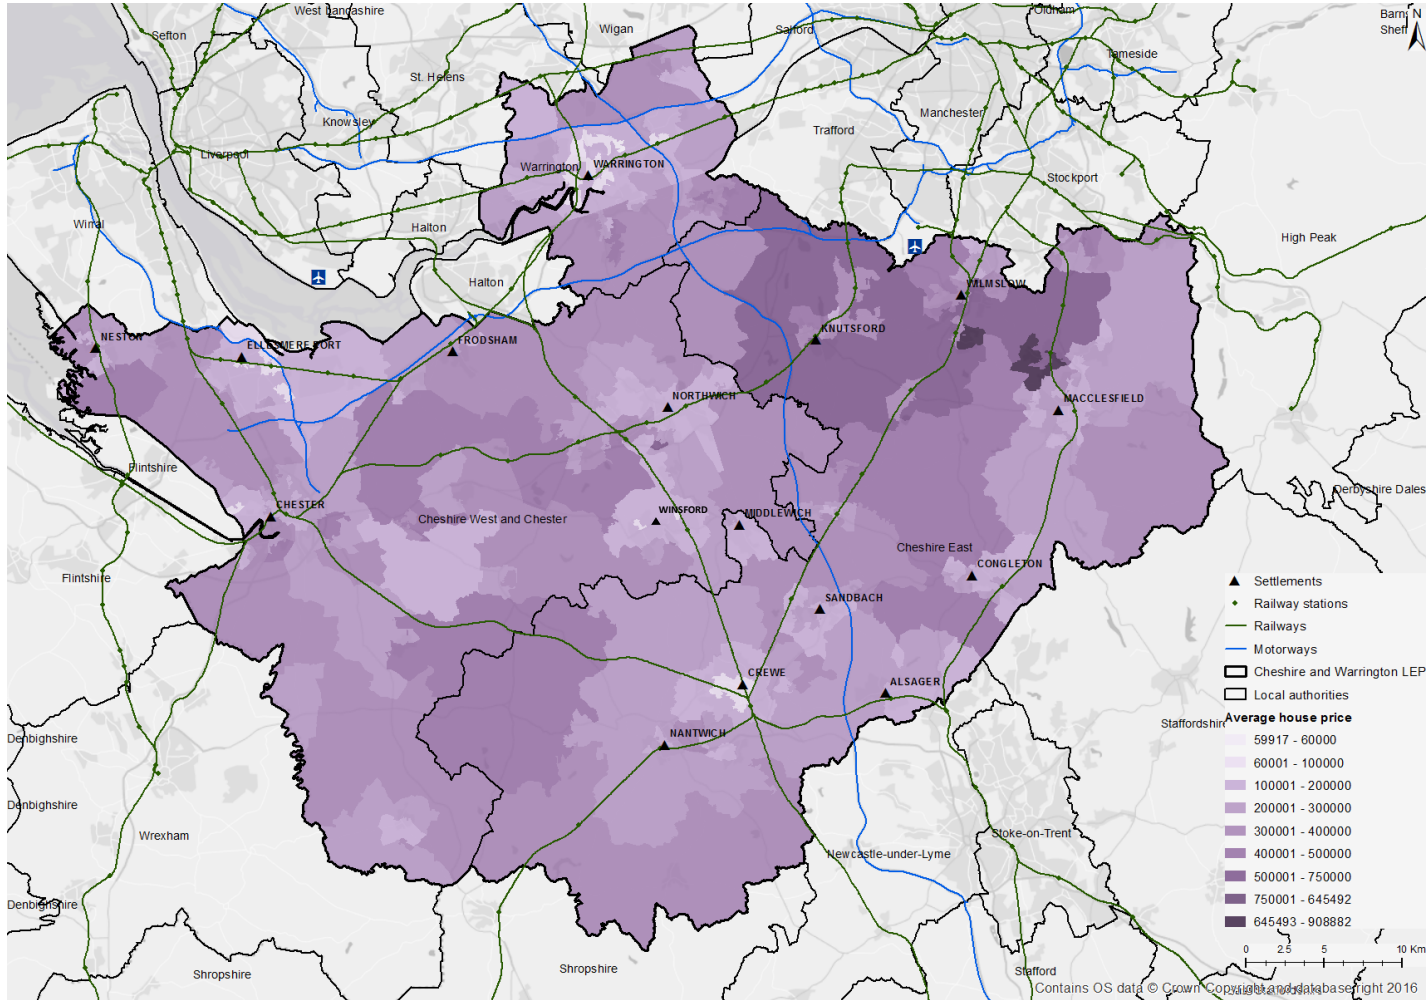 West Lancashire
Oldham
Barn
N
Sheff
Sefton
Wigan
Salford
Tameside
St. Helens
Knowsley
Manchester
Trafford
Liverpool
Warrington
WARRINGTON
Stockport
Wirral
Halton
High Peak
Halton
WILMSLOW
NESTON
ELLESMERE PORT
FRODSHAM
KNUTSFORD
NORTHWICH
MACCLESFIELD
Flintshire
Derbyshire Dales
CHESTER
Cheshire West and Chester
WINSFORD
MIDDLEWICH
Cheshire East
CONGLETON
Flintshire
SANDBACH
CREWE
ALSAGER
NANTWICH
Staffordshire
Denbighshire
Denbighshire
Wrexham
Stoke-on-Trent
Newcastle-under-Lyme
Denbighshire
Shropshire
Shropshire
Stafford
Settlements
Railway stations
Railways
Motorways
Cheshire and Warrington LEP
Local authorities
Average house price
59917 - 60000
60001 - 100000
100001 - 200000
200001 - 300000
300001 - 400000
400001 - 500000
500001 - 750000
750001 - 645492
645493 - 908882
0 2.5 5 10 Km
Contains OS data © Crown Copyright and database right 2016